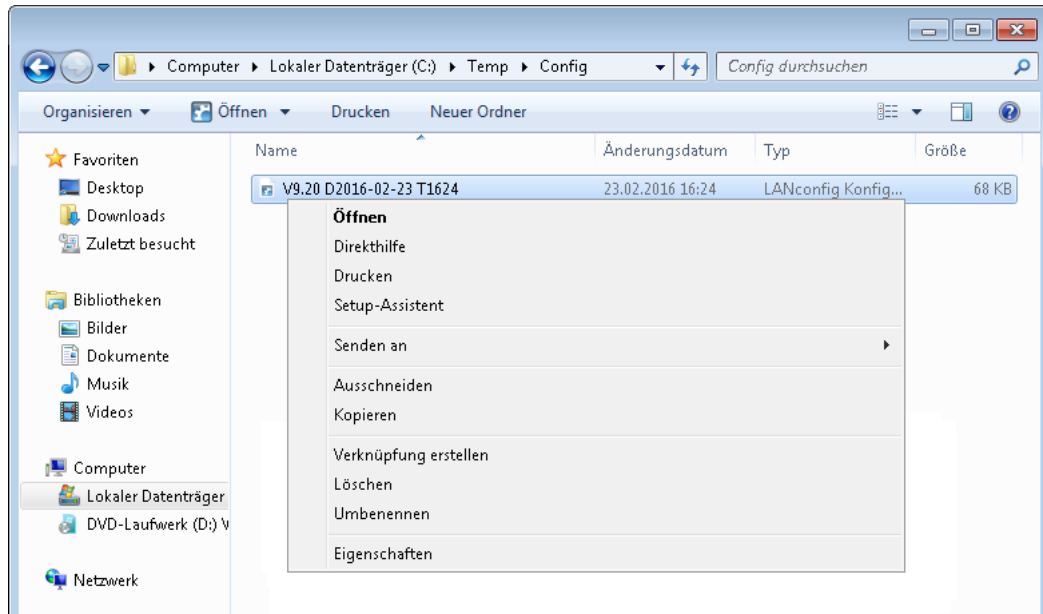 Computer Lokaler Datenträger (C:) Temp Config Config durchsuchen
Organisieren Öffnen Drucken Neuer Ordner
Favoriten
Desktop
Downloads
Zuletzt besucht
Bibliotheken
Bilder
Dokumente
Musik
Videos
Computer
Lokaler Datenträger
DVD-Laufwerk (D:) V
Netzwerk
Name Änderungsdatum Typ Größe
V9.20 D2016-02-23 T1624 23.02.2016 16:24 LANconfig Konfig... 68 KB
Öffnen
Direkthilfe
Drucken
Setup-Assistent
Senden an
Ausschneiden
Kopieren
Verknüpfung erstellen
Löschen
Umbenennen
Eigenschaften